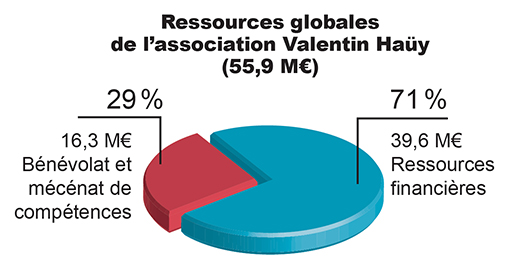 Ressources globales
de l’association Valentin Haüy
(55,9 M€)
29 %
16,3 M€
Bénévolat et
mécénat de
compétences
71 %
39,6 M€
Ressources
financières